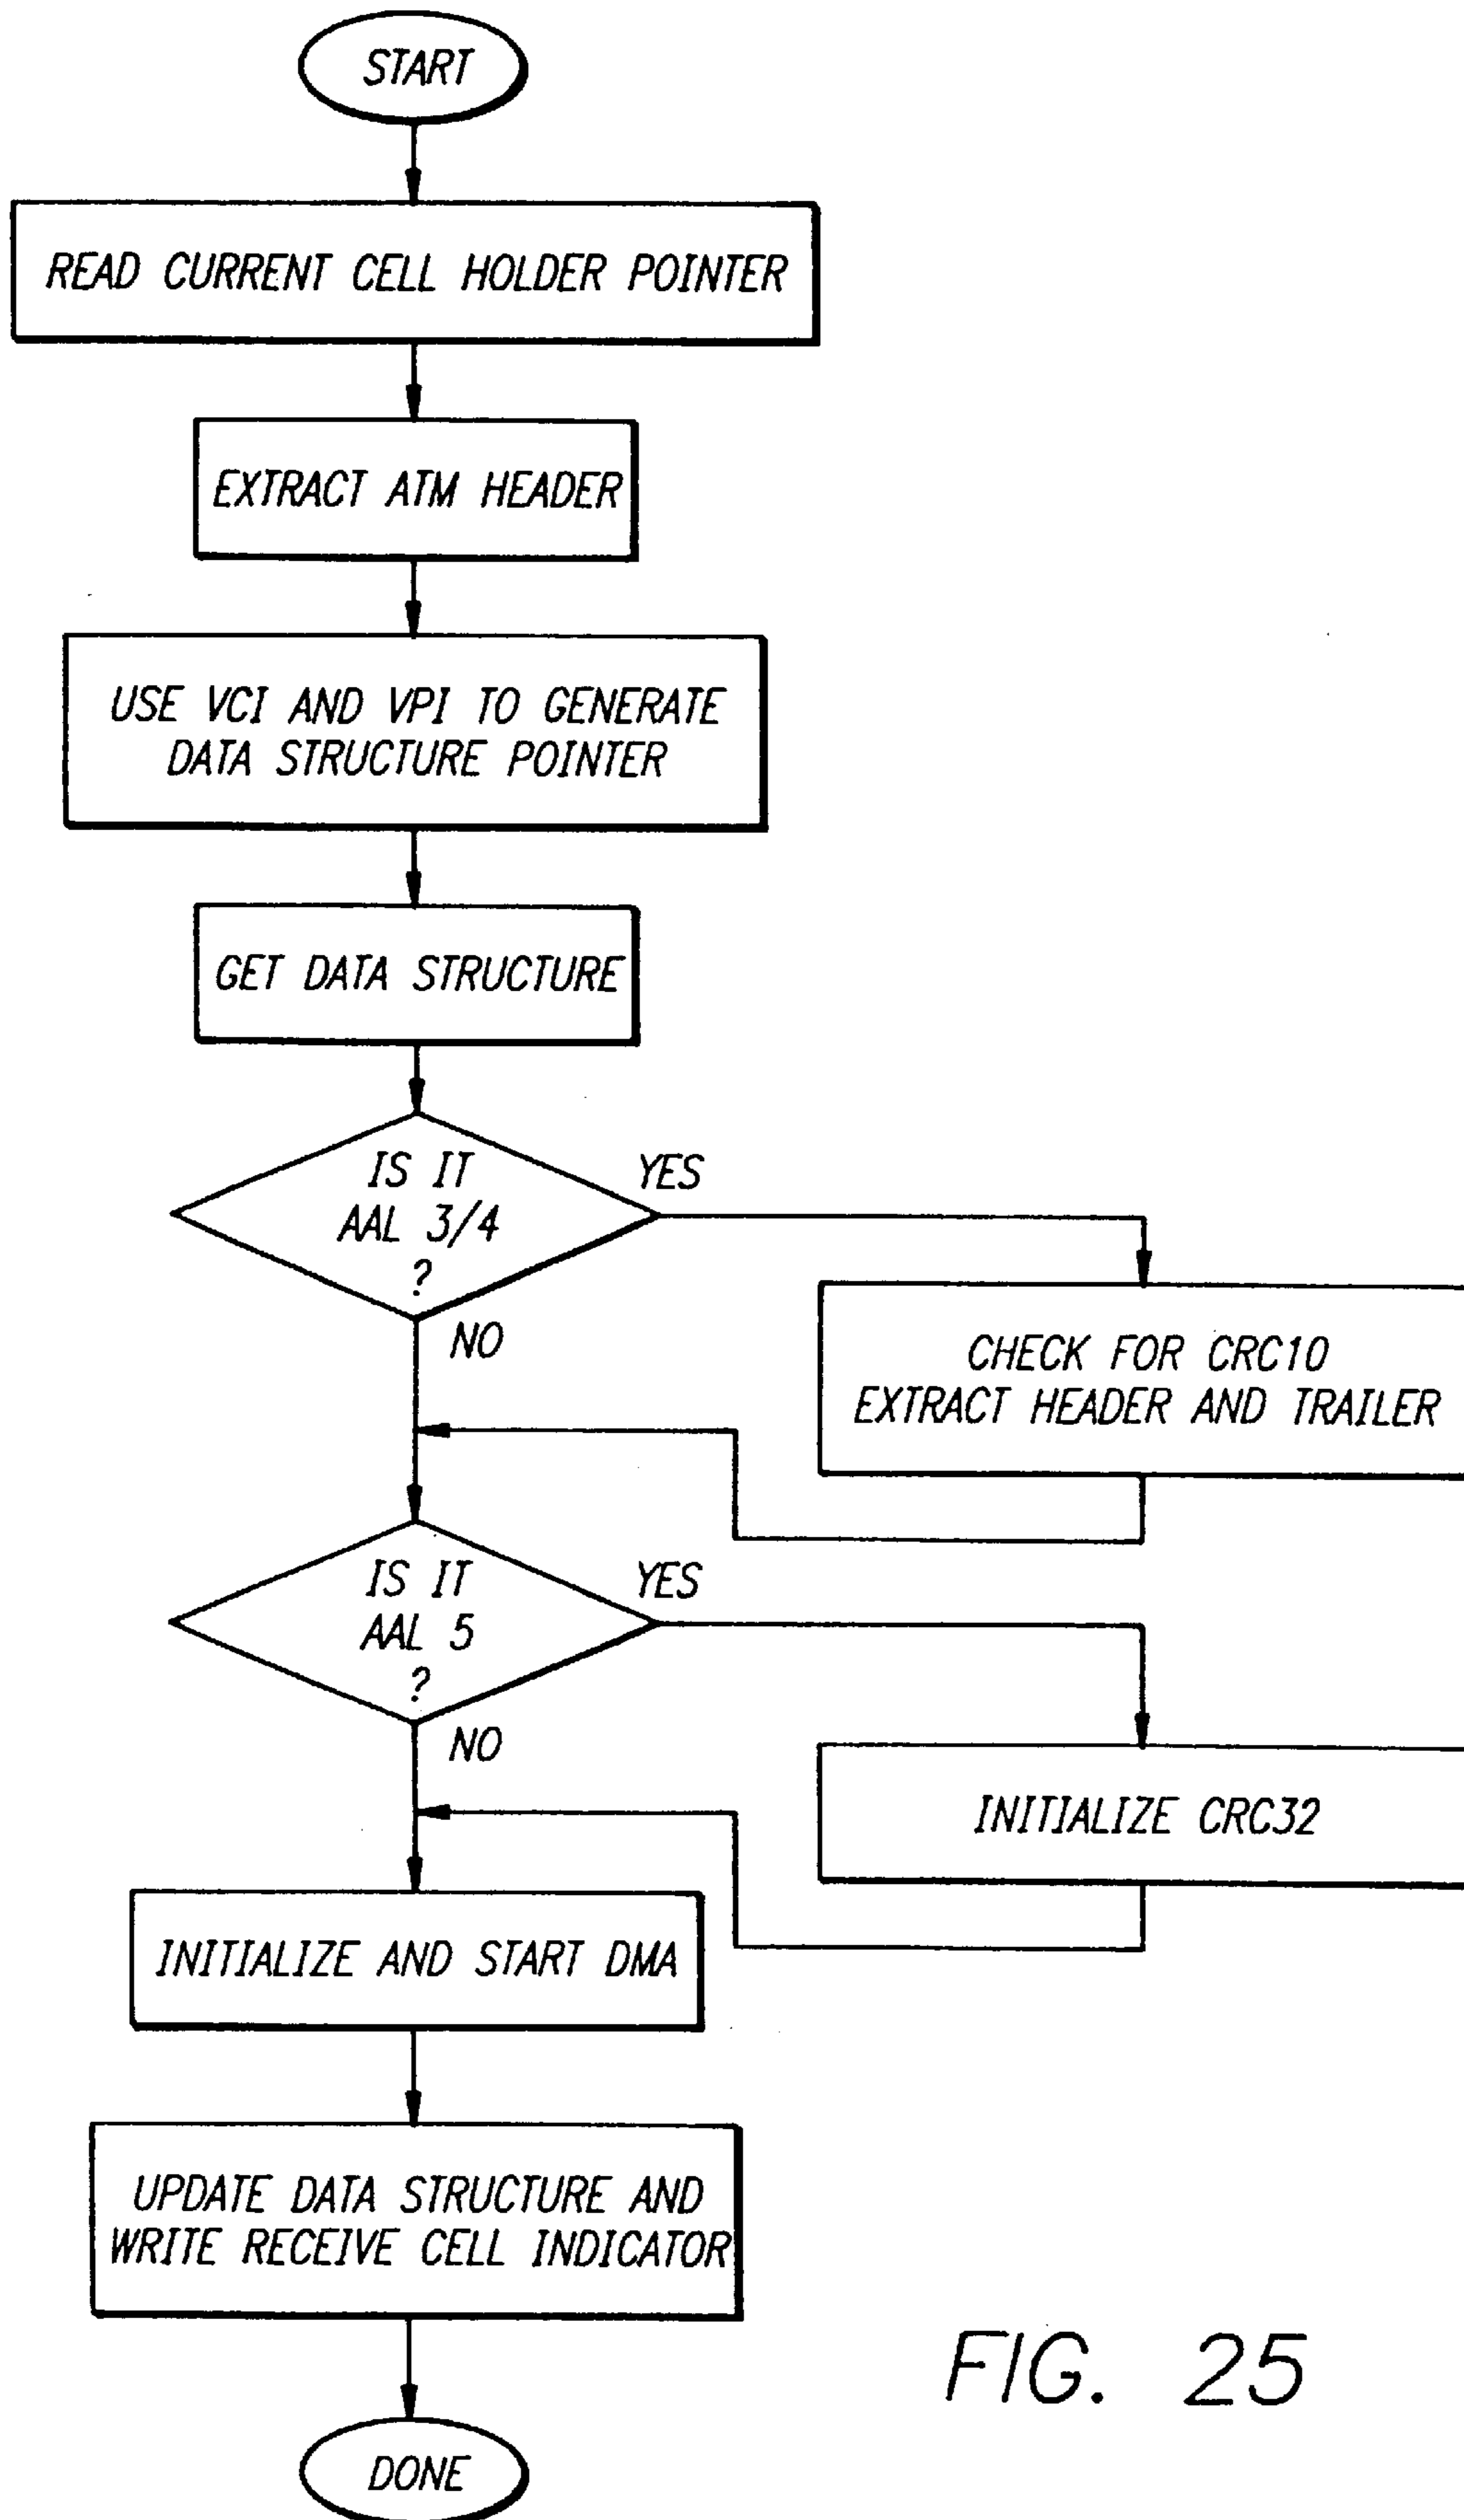 START
READ CURRENT CELL HOLDER POINTER
EXTRACT ATM HEADER
USE VCI AND VPI TO GENERATE
DATA STRUCTURE POINTER
GET DATA STRUCTURE
IS IT
AAL 3/4
?
YES
NO
CHECK FOR CRC10
EXTRACT HEADER AND TRAILER
IS IT
AAL 5
?
YES
NO
INITIALIZE CRC32
INITIALIZE AND START DMA
UPDATE DATA STRUCTURE AND
WRITE RECEIVE CELL INDICATOR
DONE
FIG. 25